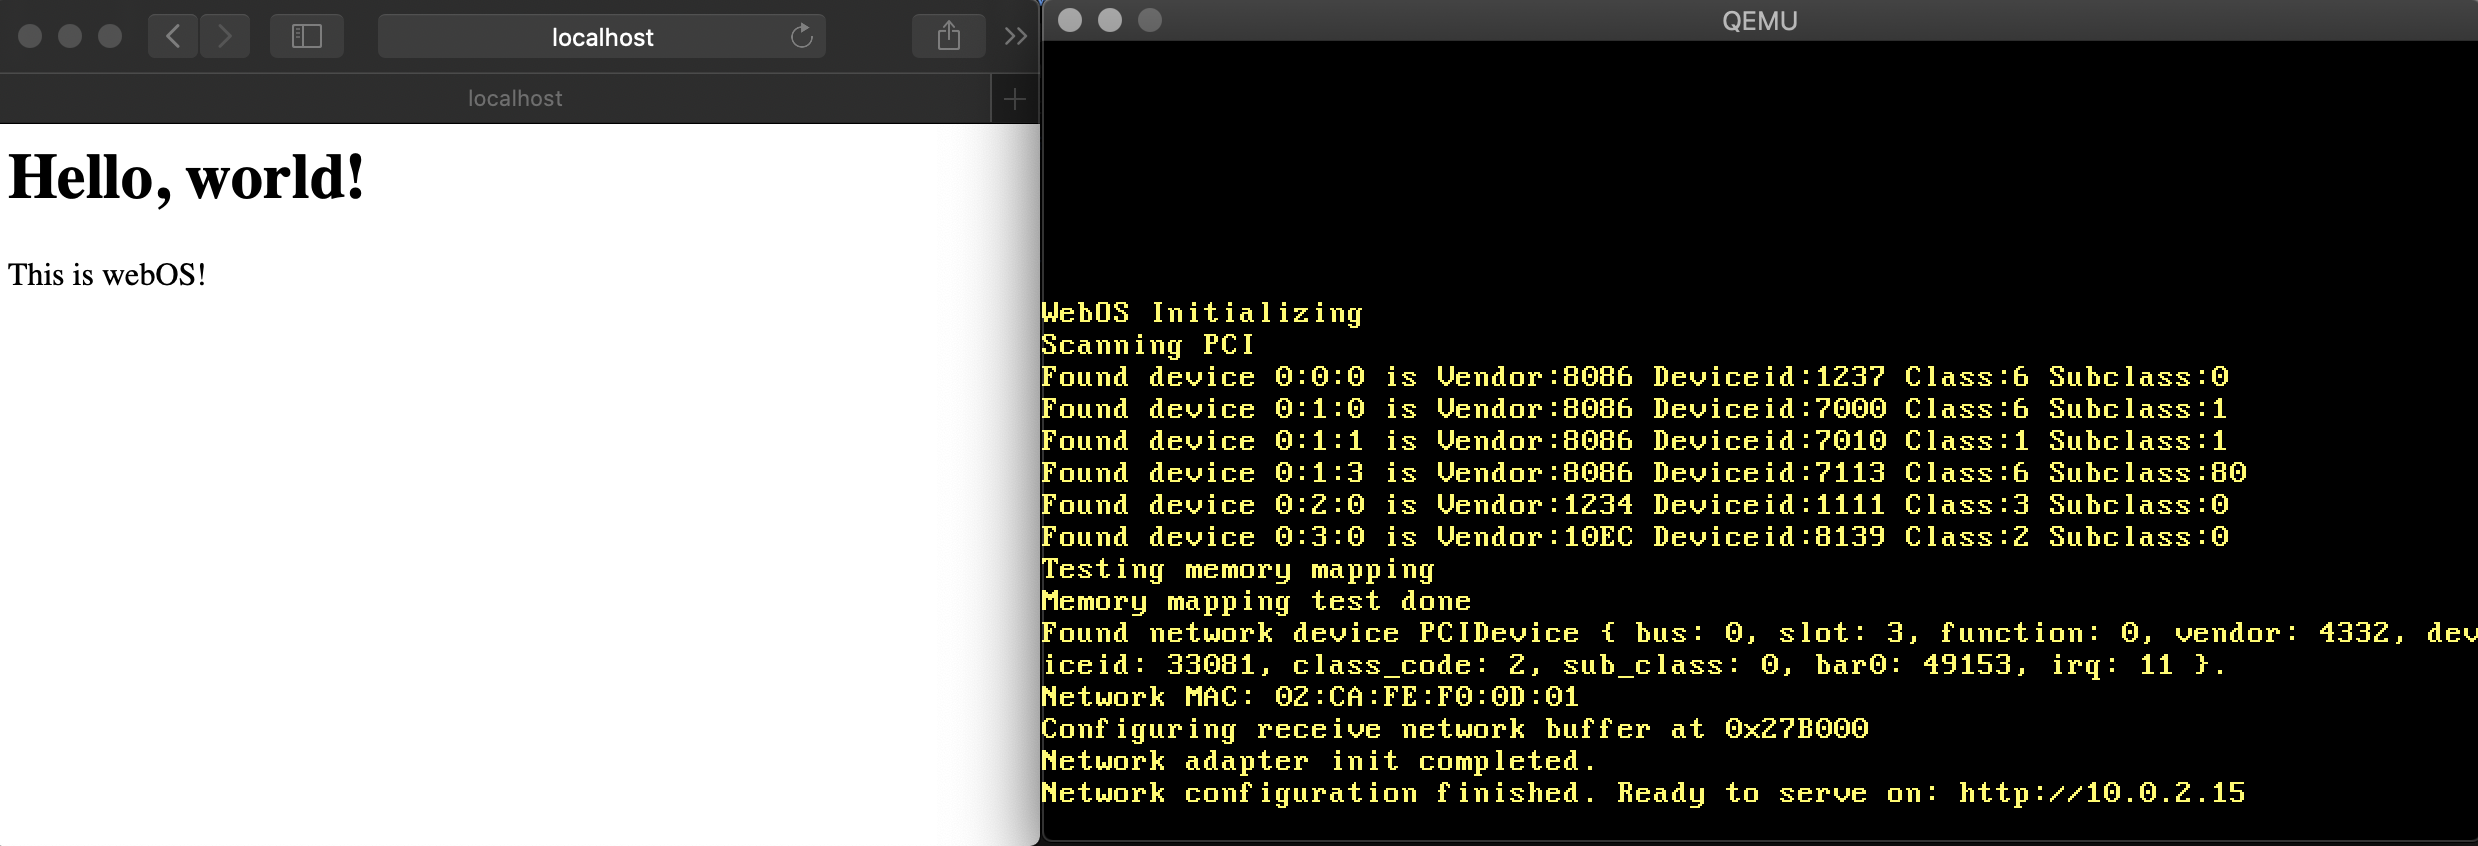 localhost
localhost
Hello, world!
This is webOS!
QEMU
WebOS Initializing
Scanning PCI
Found device 0:0:0 is Vendor:8086 Deviceid:1237 Class:6 Subclass:0
Found device 0:1:0 is Vendor:8086 Deviceid:7000 Class:6 Subclass:1
Found device 0:1:1 is Vendor:8086 Deviceid:7010 Class:1 Subclass:1
Found device 0:1:3 is Vendor:8086 Deviceid:7113 Class:6 Subclass:80
Found device 0:2:0 is Vendor:1234 Deviceid:1111 Class:3 Subclass:0
Found device 0:3:0 is Vendor:10EC Deviceid:8139 Class:2 Subclass:0
Testing memory mapping
Memory mapping test done
Found network device PCIDevice { bus: 0, slot: 3, function: 0, vendor: 4332, dev
iceid: 33081, class_code: 2, sub_class: 0, bar0: 49153, irq: 11 }.
Network MAC: 02:CA:FE:F0:0D:01
Configuring receive network buffer at 0x27B000
Network adapter init completed.
Network configuration finished. Ready to serve on: http://10.0.2.15